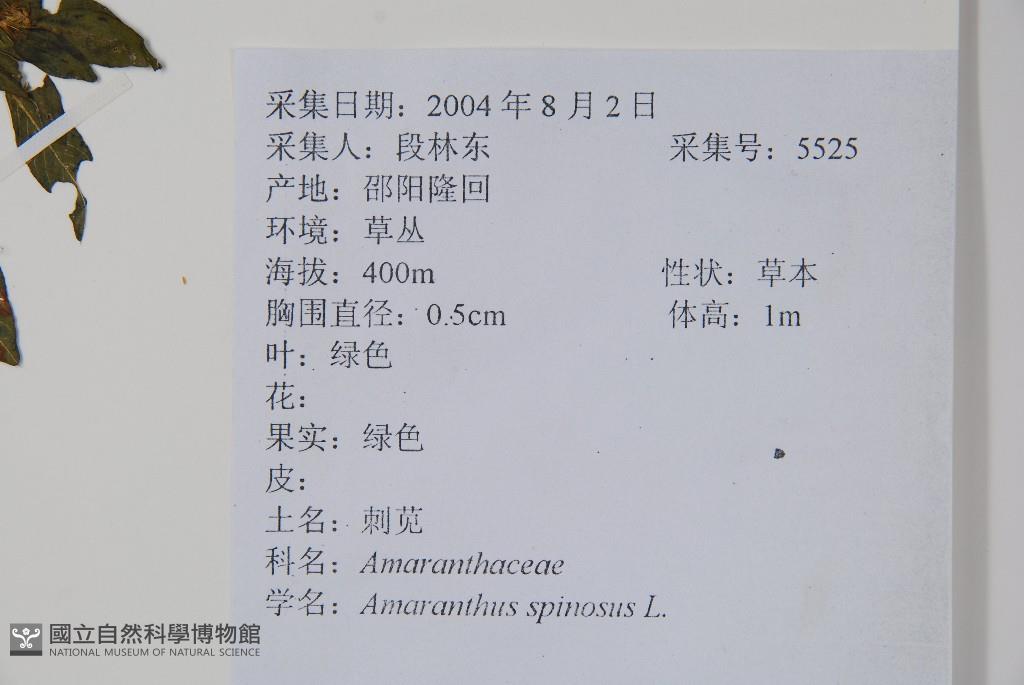 采集日期：2004 年 8 月 2 日
采集人：段林东 采集号：5525
产地：邵阳隆回
环境：草丛
海拔：400m 性状：草本
胸围直径：0.5cm 体高：1m
叶：绿色
花：
果实：绿色
皮：
土名：刺苋
科名：Amaranthaceae
学名：Amaranthus spinosus L.
國立自然科學博物館
NATIONAL MUSEUM OF NATURAL SCIENCE